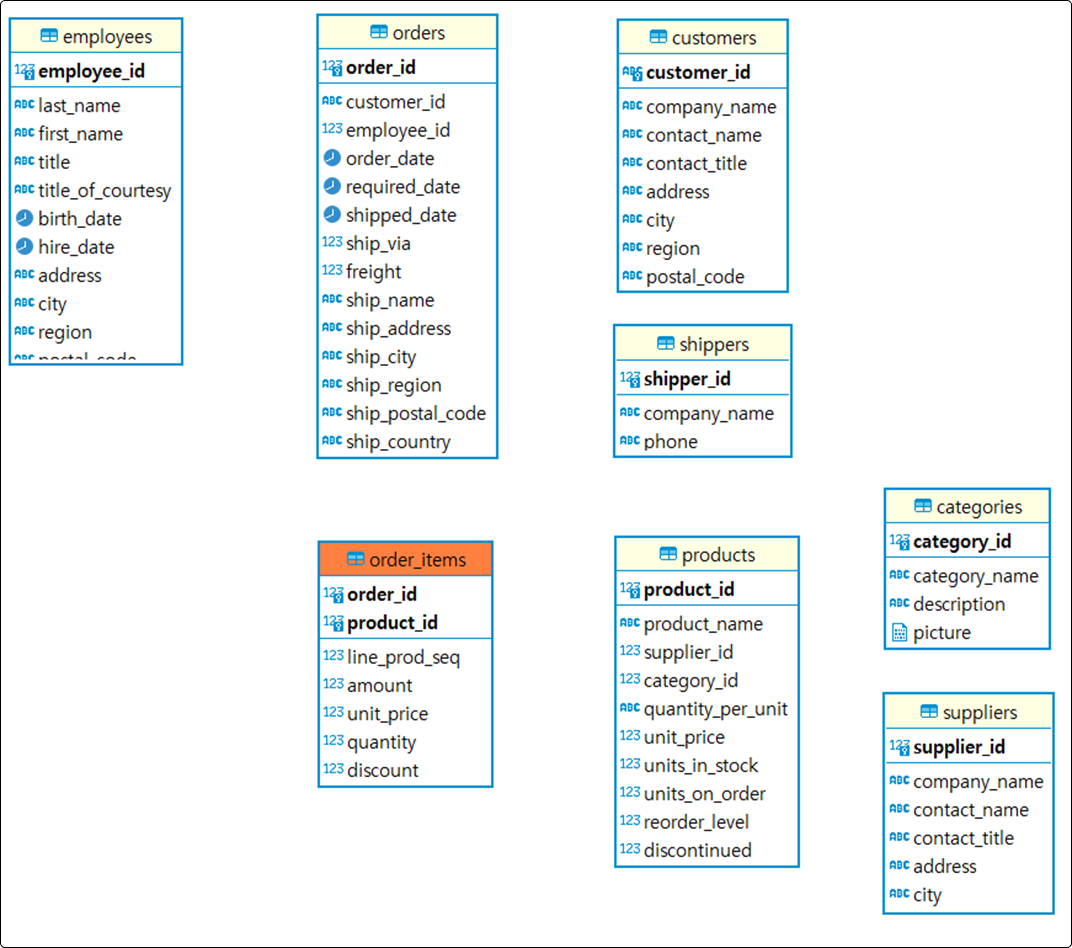 employees
123 employee_id
ABC last_name
ABC first_name
ABC title
ABC title_of_courtesy
birth_date
hire_date
ABC address
ABC city
ABC region
ABC postal_code
orders
123 order_id
ABC customer_id
123 employee_id
order_date
required_date
shipped_date
123 ship_via
123 freight
ABC ship_name
ABC ship_address
ABC ship_city
ABC ship_region
ABC ship_postal_code
ABC ship_country
customers
ABC customer_id
ABC company_name
ABC contact_name
ABC contact_title
ABC address
ABC city
ABC region
ABC postal_code
shippers
123 shipper_id
ABC company_name
ABC phone
order_items
123 order_id
123 product_id
123 line_prod_seq
123 amount
123 unit_price
123 quantity
123 discount
products
123 product_id
ABC product_name
123 supplier_id
123 category_id
ABC quantity_per_unit
123 unit_price
123 units_in_stock
123 units_on_order
123 reorder_level
123 discontinued
categories
123 category_id
ABC category_name
ABC description
picture
suppliers
123 supplier_id
ABC company_name
ABC contact_name
ABC contact_title
ABC address
ABC city